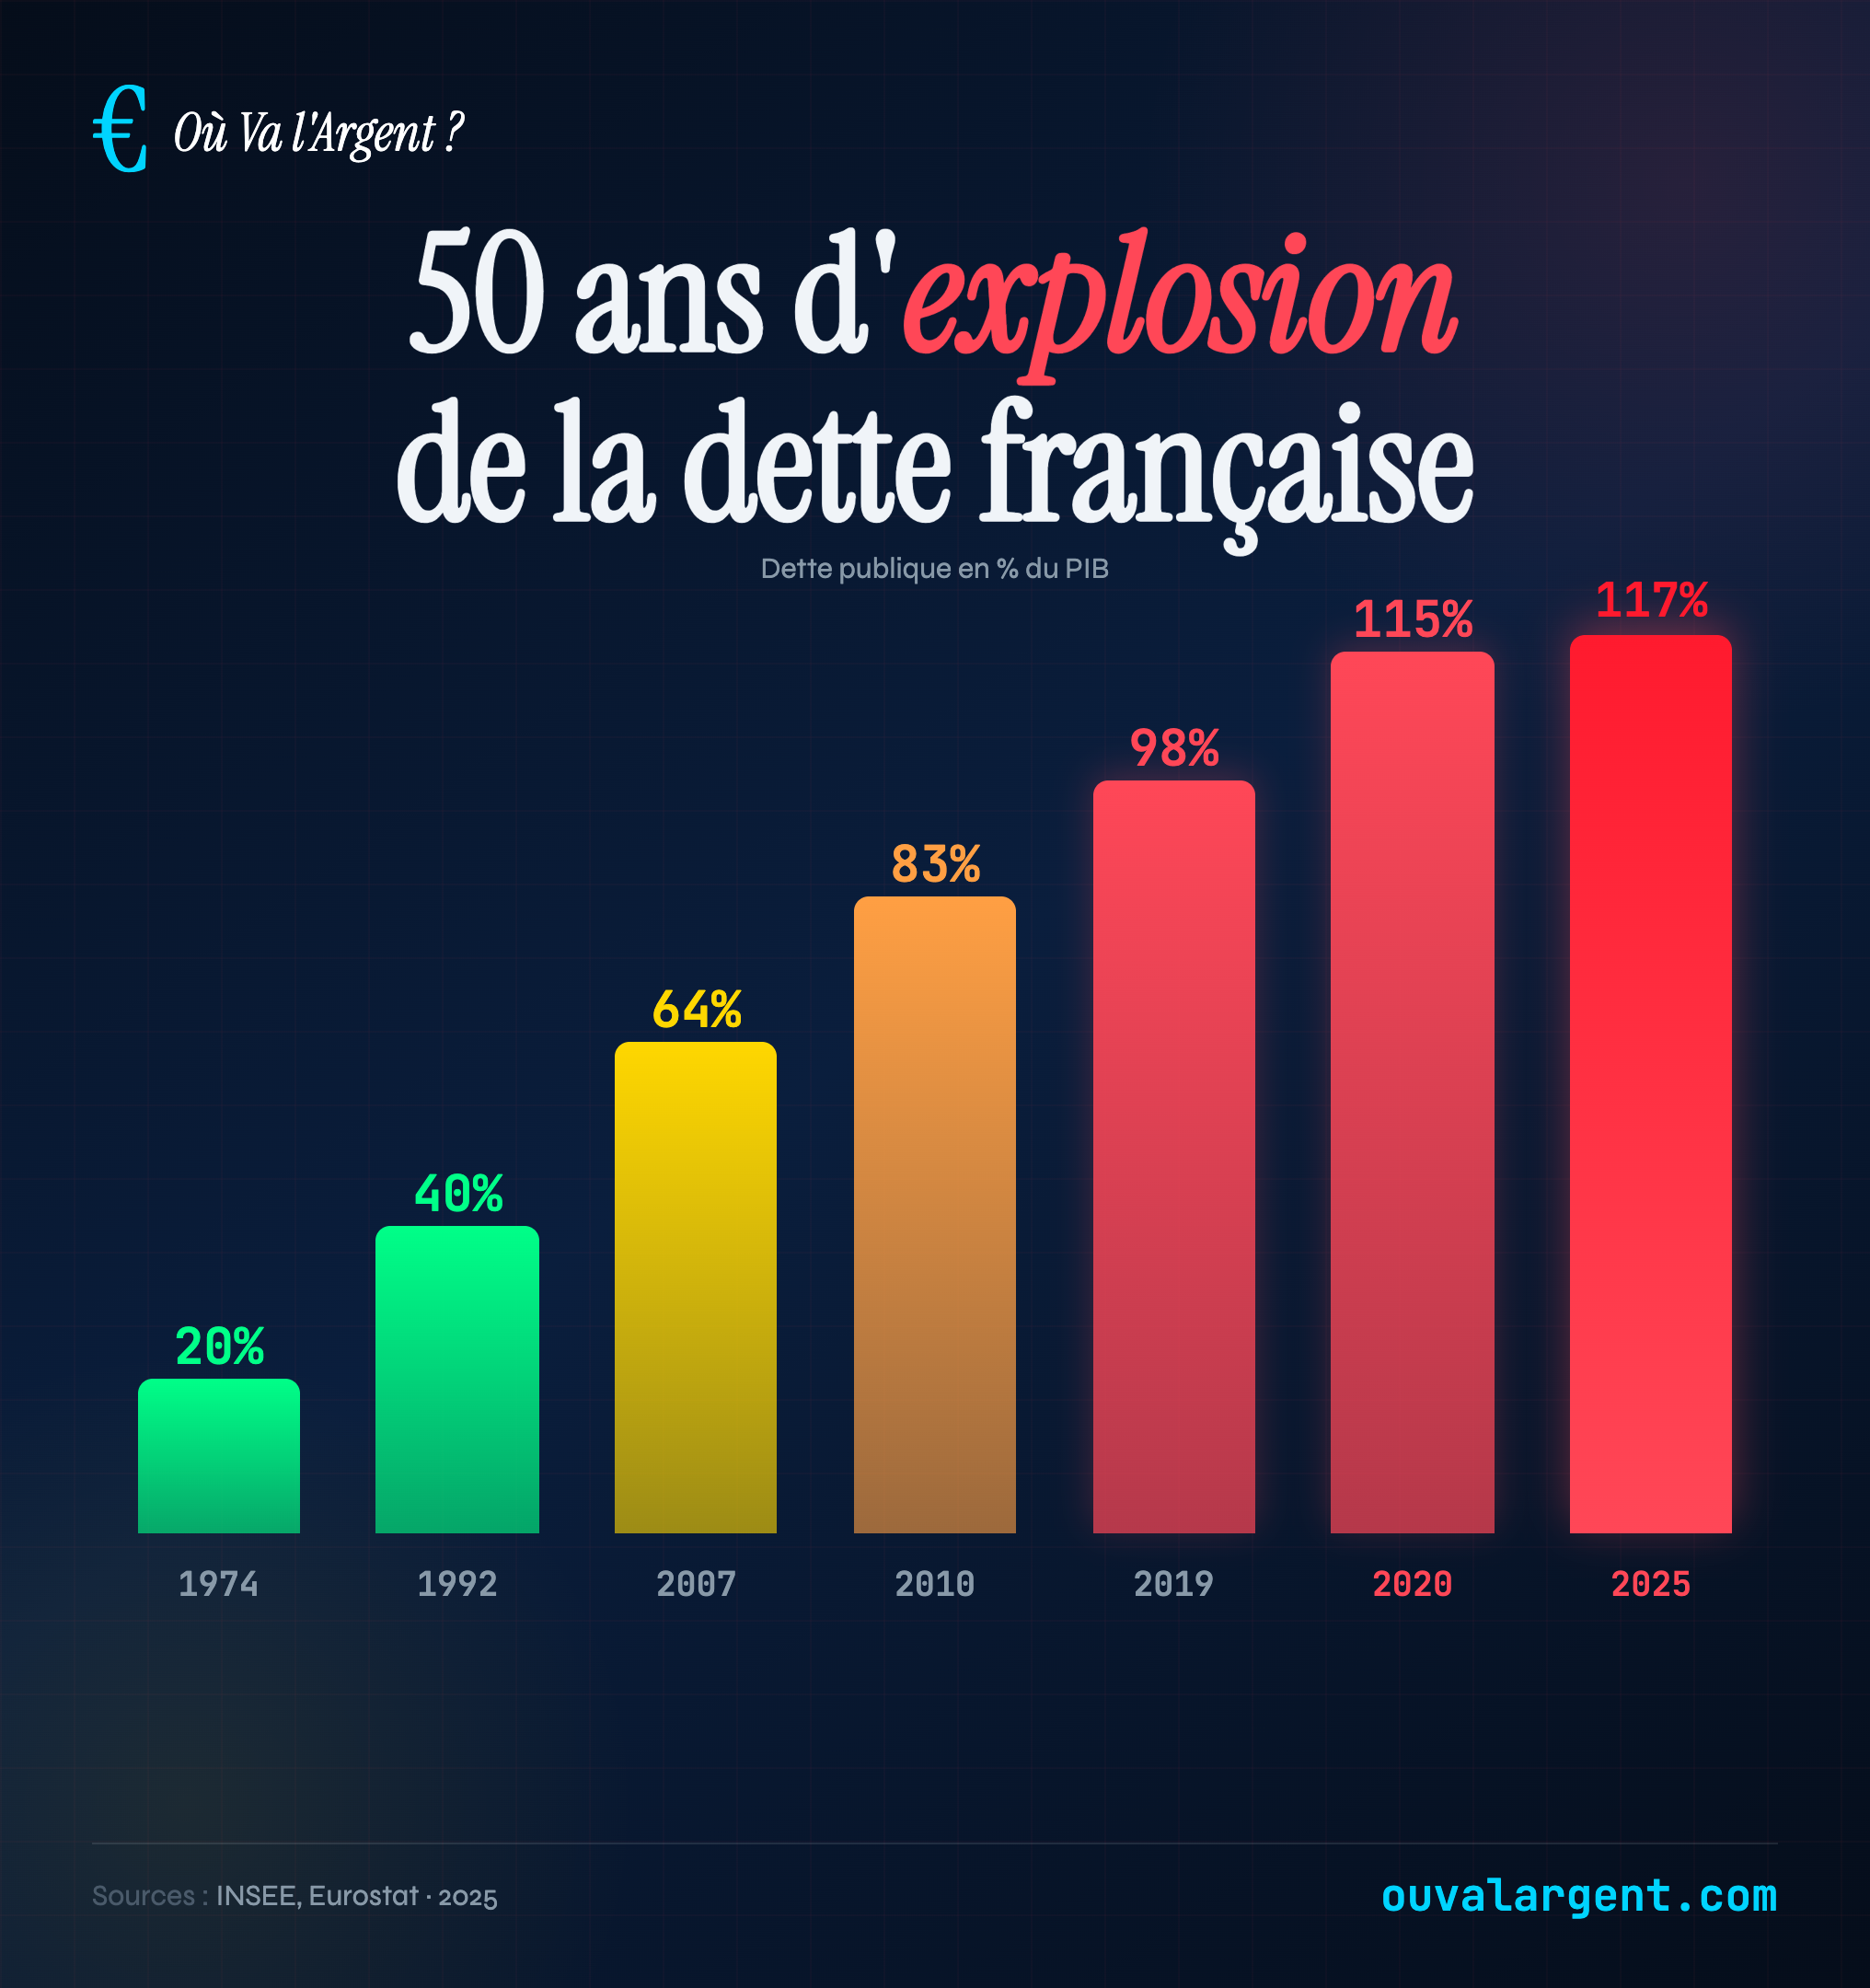 € Où Va l'Argent ?
50 ans d'explosion
de la dette française
Dette publique en % du PIB
20% 40% 64% 83% 98% 115% 117%
1974 1992 2007 2010 2019 2020 2025
Sources : INSEE, Eurostat · 2025
ouvalargent.com